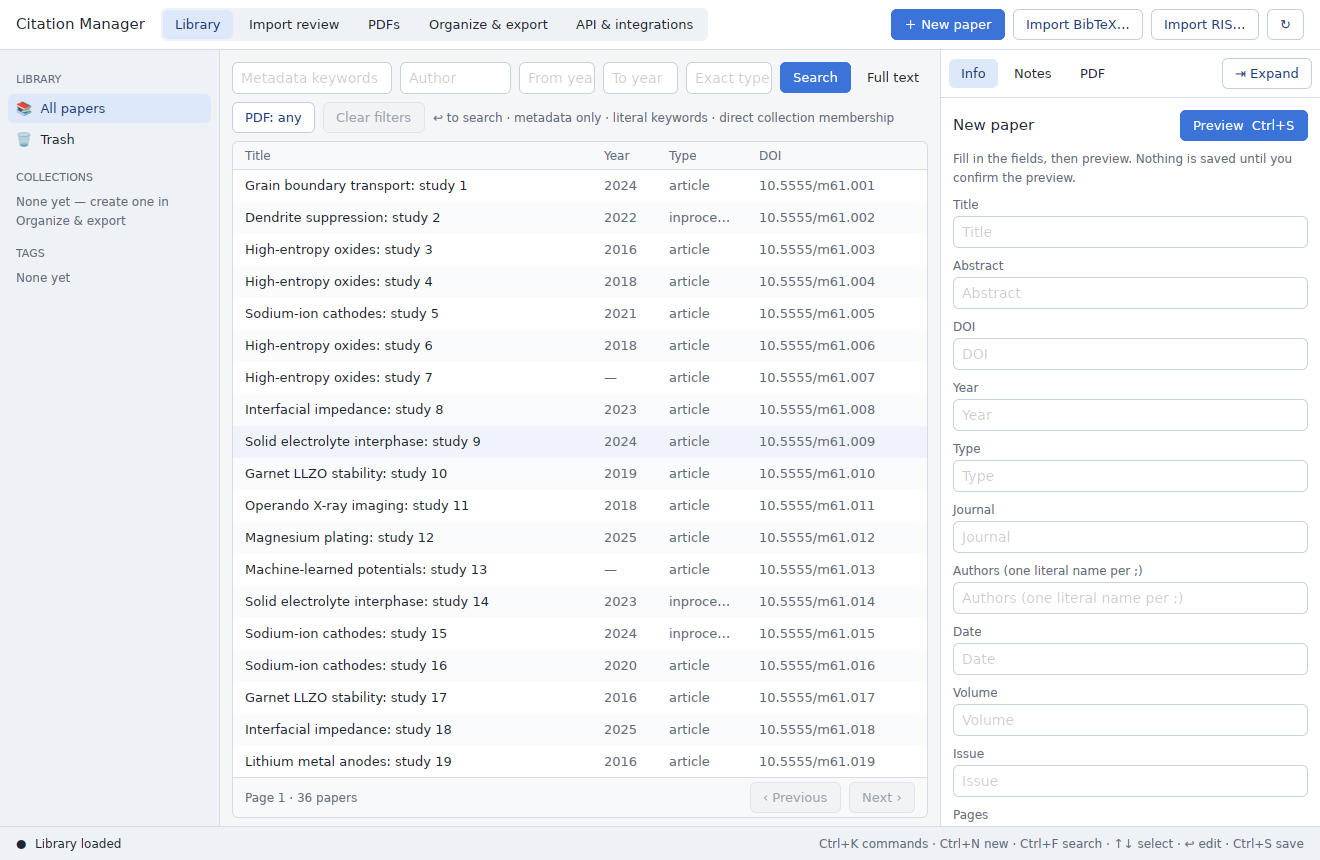 Citation Manager
Library
Import review
PDFs
Organize & export
API & integrations
+ New paper
Import BibTeX...
Import RIS...
↻
LIBRARY
📚 All papers
🗑️ Trash
COLLECTIONS
None yet — create one in
Organize & export
TAGS
None yet
Metadata keywords
Author
From yea
To year
Exact type
Search
Full text
PDF: any
Clear filters
↩ to search · metadata only · literal keywords · direct collection membership
Title Year Type DOI
Grain boundary transport: study 1 2024 article 10.5555/m61.001
Dendrite suppression: study 2 2022 inproce... 10.5555/m61.002
High-entropy oxides: study 3 2016 article 10.5555/m61.003
High-entropy oxides: study 4 2018 article 10.5555/m61.004
Sodium-ion cathodes: study 5 2021 article 10.5555/m61.005
High-entropy oxides: study 6 2018 article 10.5555/m61.006
High-entropy oxides: study 7 — article 10.5555/m61.007
Interfacial impedance: study 8 2023 article 10.5555/m61.008
Solid electrolyte interphase: study 9 2024 article 10.5555/m61.009
Garnet LLZO stability: study 10 2019 article 10.5555/m61.010
Operando X-ray imaging: study 11 2018 article 10.5555/m61.011
Magnesium plating: study 12 2025 article 10.5555/m61.012
Machine-learned potentials: study 13 — article 10.5555/m61.013
Solid electrolyte interphase: study 14 2023 inproce... 10.5555/m61.014
Sodium-ion cathodes: study 15 2024 inproce... 10.5555/m61.015
Sodium-ion cathodes: study 16 2020 article 10.5555/m61.016
Garnet LLZO stability: study 17 2016 article 10.5555/m61.017
Interfacial impedance: study 18 2025 article 10.5555/m61.018
Lithium metal anodes: study 19 2016 article 10.5555/m61.019
Page 1 · 36 papers
‹ Previous
Next ›
Info
Notes
PDF
⇥ Expand
New paper
Preview Ctrl+S
Fill in the fields, then preview. Nothing is saved until you
confirm the preview.
Title
Title
Abstract
Abstract
DOI
DOI
Year
Year
Type
Type
Journal
Journal
Authors (one literal name per ;)
Authors (one literal name per ;)
Date
Date
Volume
Volume
Issue
Issue
Pages
● Library loaded
Ctrl+K commands · Ctrl+N new · Ctrl+F search · ↑↓ select · ↩ edit · Ctrl+S save